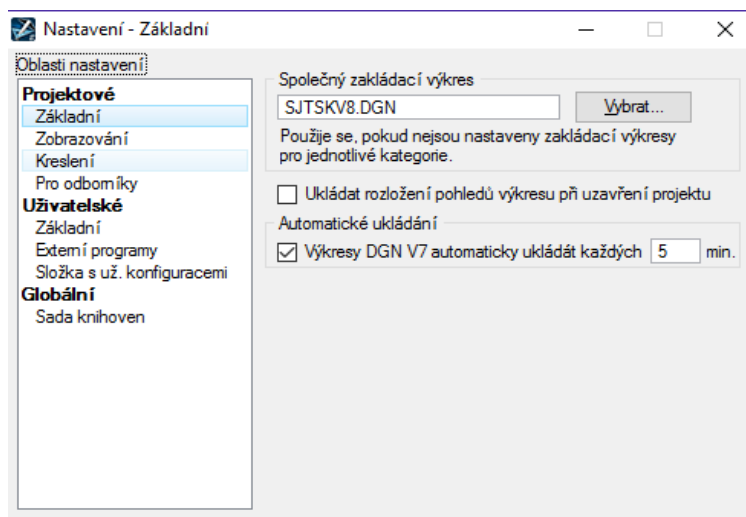 Nastavení - Základní
Oblasti nastavení
Projektové
Základní
Zobrazování
Kreslení
Pro odborníky
Uživatelské
Základní
Externí programy
Složka s už. konfiguracemi
Globální
Sada knihoven
Společný zakládací výkres
SJTSKV8.DGN
Vybrat...
Použije se, pokud nejsou nastaveny zakládací výkresy
pro jednotlivé kategorie.
Ukládat rozložení pohledů výkresu při uzavření projektu
Automatické ukládání
Výkresy DGN V7 automaticky ukládát každých 5 min.